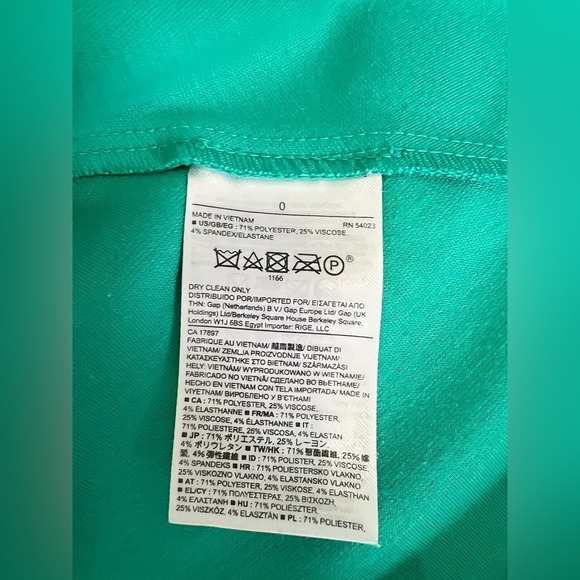 0
MADE IN VIETNAM RN 54023
■ US/GB/EG : 71% POLYESTER, 25% VISCOSE,
4% SPANDEX/ELASTANE
P®
1166
DRY CLEAN ONLY
DISTRIBUIDO POR/IMPORTED FOR/ ΕΙΣΑΓΕΤΑΙ ΑΠΟ
THN: Gap (Netherlands) B.V./ Gap Europe Ltd/ Gap (UK
Holdings) Ltd/Berkeley Square House Berkeley Square,
London W1J 6BS Egypt Importer: RIGE, LLC
CA 17897
FABRIQUE AU VIETNAM/ 越南製造/ DIBUAT DI
VIETNAM/ ZEMLJA PROIZVODNJE VIJETNAM/
ΚΑΤΑΣΚΕΥΑΣΤΗΚΕ ΣΤΟ ΒΙΕΤΝΑΜ/ SZÁRMAZÁSI
HELY: VIETNÁM/ WYPRODUKOWANO W WIETNAMIE/
FABRICADO NO VIETNÃ/ СДЕЛАНО ВО ВЬЕТНАМЕ/
HECHO EN VIETNAM CON TELA IMPORTADA/ MADE IN
VİYETNAM/ ВИРОБЛЕНО У В'ЄТНАМІ
■ CA : 71% POLYESTER, 25% VISCOSE,
4% ÉLASTHANNE ■ FR/MA : 71% POLYESTER,
25% VISCOSE, 4% ÉLASTHANNE ■ IT :
71% POLIESTERE, 25% VISCOSA, 4% ELASTAN
■ JP : 71% ポリエステル, 25% レーヨン,
4% ポリウレタン ■ TW/HK : 71% 聚酯纖維, 25% 嫘
縈, 4% 彈性纖維 ■ ID : 71% POLISTER, 25% VISCOSE,
4% SPANDEKS ■ HR : 71% POLIESTERSKO VLAKNO,
25% VISKOZNO VLAKNO, 4% ELASTANSKO VLAKNO
■ AT : 71% POLYESTER, 25% VISKOSE, 4% ELASTHAN
■ EL/CY : 71% ΠΟΛΥΕΣΤΕΡΑΣ, 25% ΒΙΣΚΟΖΗ,
4% ΕΛΑΣΤΑΝΗ ■ HU : 71% POLIÉSZTER,
25% VISZKÓZ, 4% ELASZTÁN ■ PL : 71% POLIESTER,